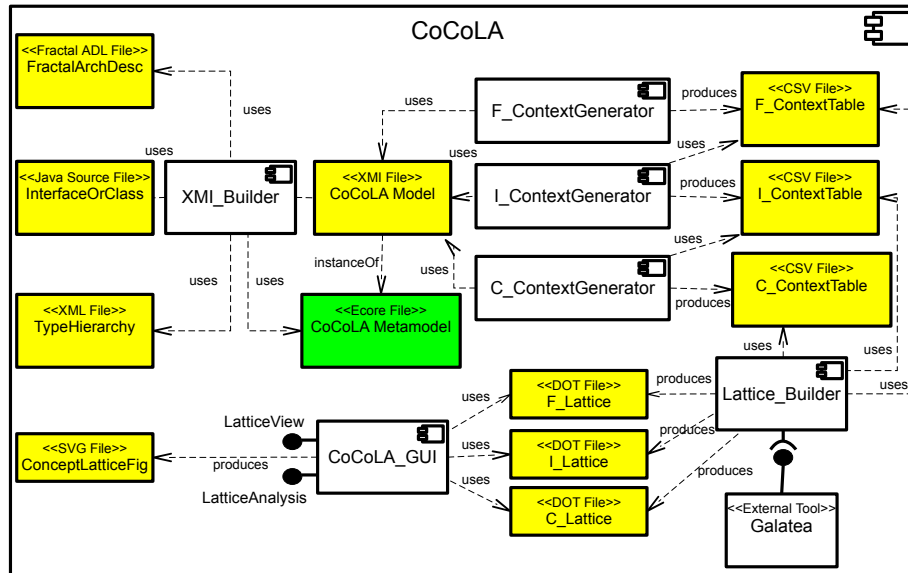 CoCoLA
<<Fractal ADL File>>
FractalArchDesc
uses
F_ContextGenerator
uses
produces
<<CSV File>>
F_ContextTable
uses
<<Java Source File>>
InterfaceOrClass
uses
XMI_Builder
<<XMI File>>
CoCoLA Model
uses
I_ContextGenerator
uses
produces
<<CSV File>>
I_ContextTable
uses
uses
instanceOf
uses
C_ContextGenerator
uses
produces
<<CSV File>>
C_ContextTable
<<XML File>>
TypeHierarchy
<<Ecore File>>
CoCoLA Metamodel
uses
uses
Lattice_Builder
uses
<<DOT File>>
F_Lattice
produces
uses
LatticeView
<<SVG File>>
ConceptLatticeFig
produces
CoCoLA_GUI
uses
<<DOT File>>
I_Lattice
produces
LatticeAnalysis
uses
<<DOT File>>
C_Lattice
produces
<<External Tool>>
Galatea